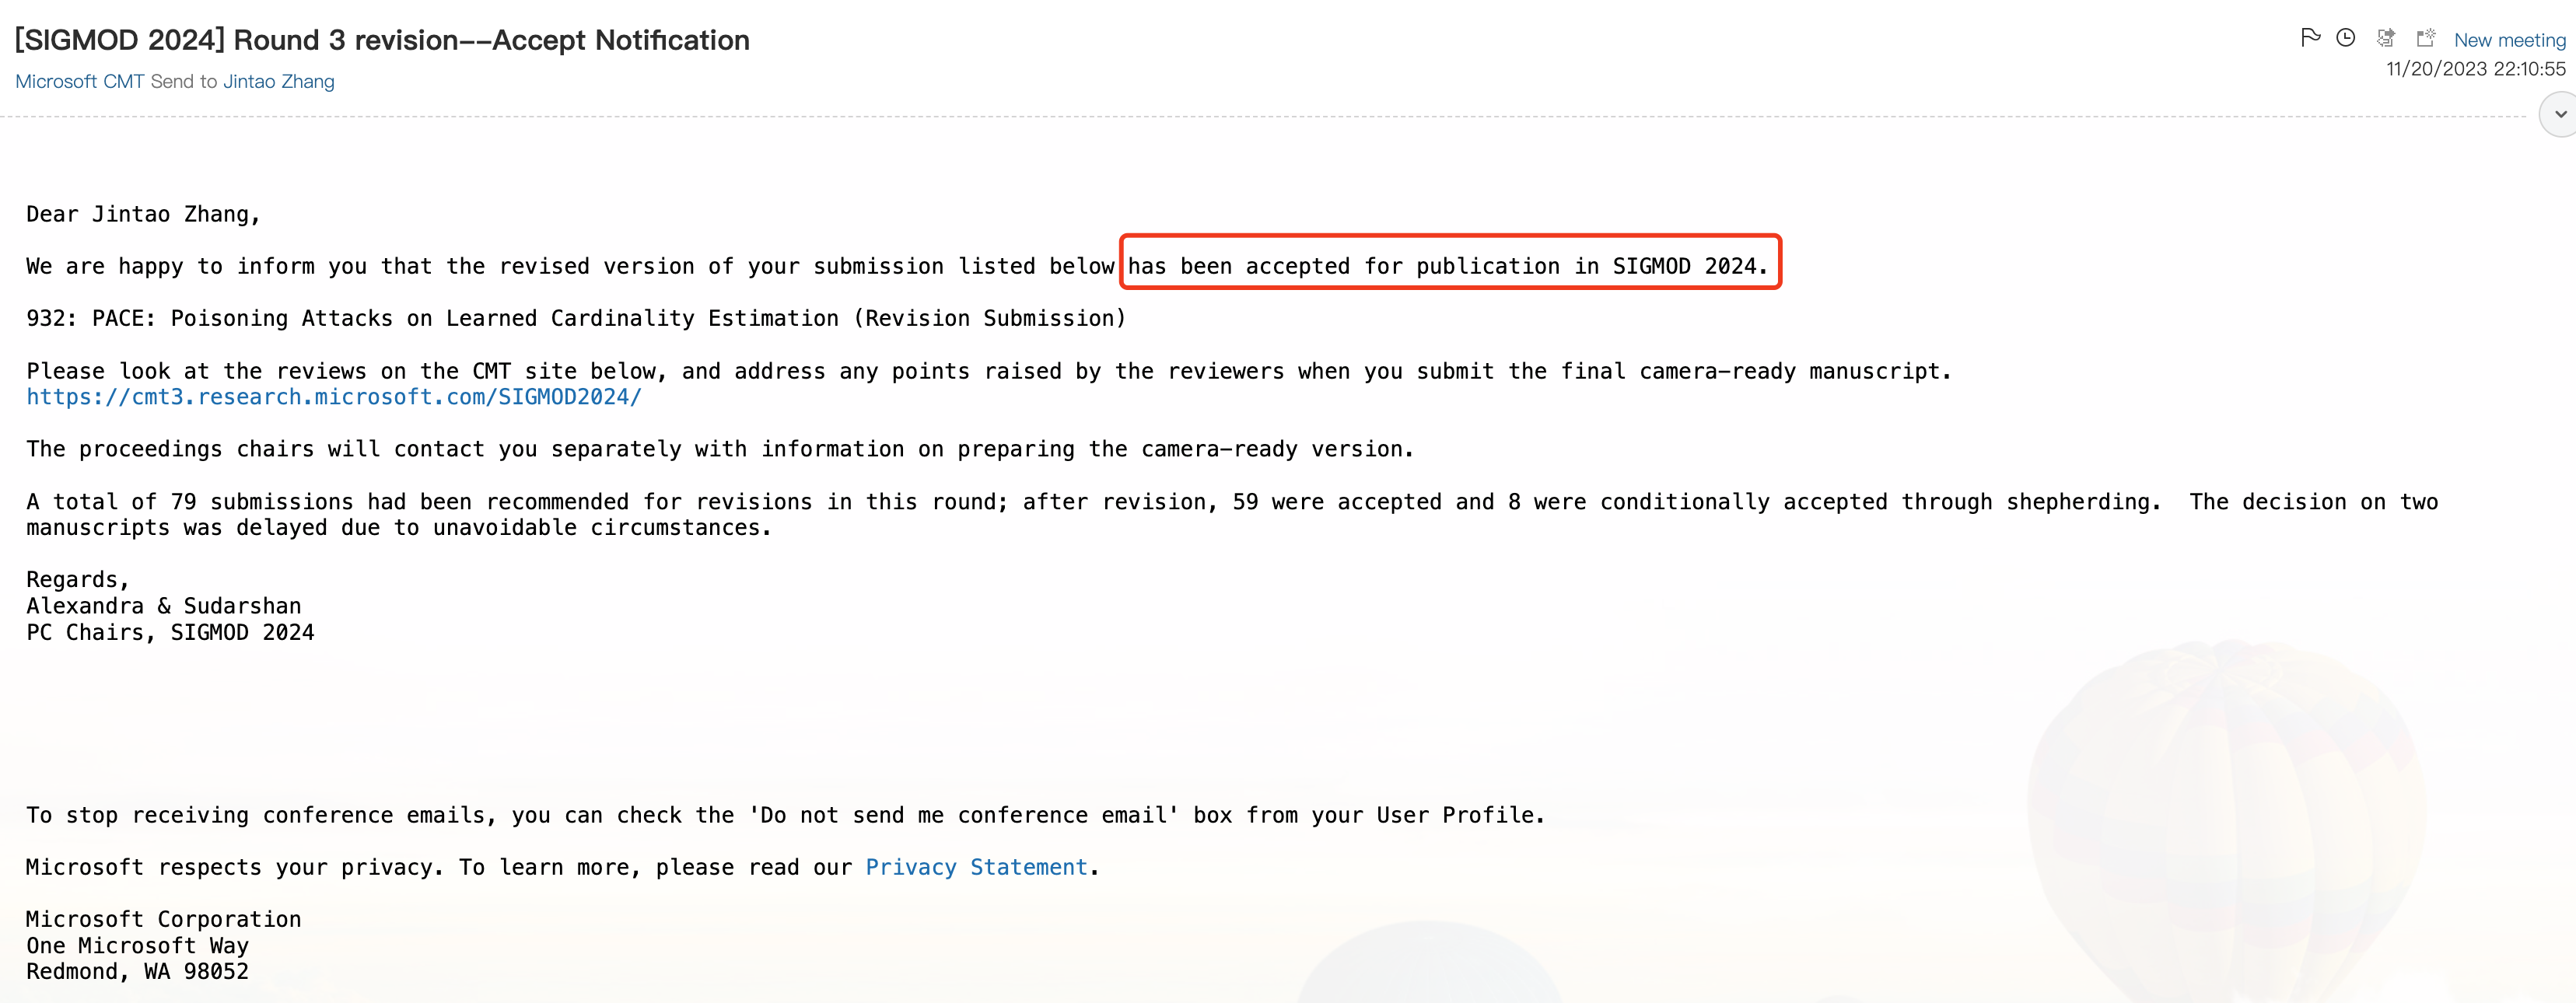 [SIGMOD 2024] Round 3 revision--Accept Notification
New meeting
Microsoft CMT Send to Jintao Zhang
11/20/2023 22:10:55
Dear Jintao Zhang,
We are happy to inform you that the revised version of your submission listed below has been accepted for publication in SIGMOD 2024.
932: PACE: Poisoning Attacks on Learned Cardinality Estimation (Revision Submission)
Please look at the reviews on the CMT site below, and address any points raised by the reviewers when you submit the final camera-ready manuscript.
https://cmt3.research.microsoft.com/SIGMOD2024/
The proceedings chairs will contact you separately with information on preparing the camera-ready version.
A total of 79 submissions had been recommended for revisions in this round; after revision, 59 were accepted and 8 were conditionally accepted through shepherding.  The decision on two
manuscripts was delayed due to unavoidable circumstances.
Regards,
Alexandra & Sudarshan
PC Chairs, SIGMOD 2024
To stop receiving conference emails, you can check the 'Do not send me conference email' box from your User Profile.
Microsoft respects your privacy. To learn more, please read our Privacy Statement.
Microsoft Corporation
One Microsoft Way
Redmond, WA 98052